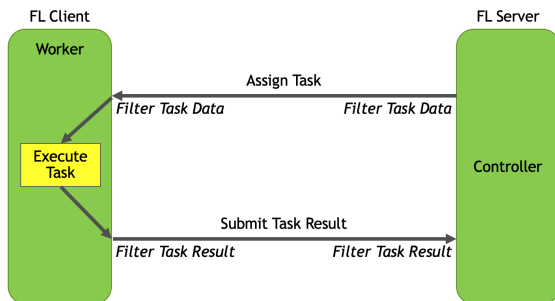 FL Client
FL Server
Worker
Assign Task
Filter Task Data
Filter Task Data
Execute
Task
Controller
Submit Task Result
Filter Task Result
Filter Task Result